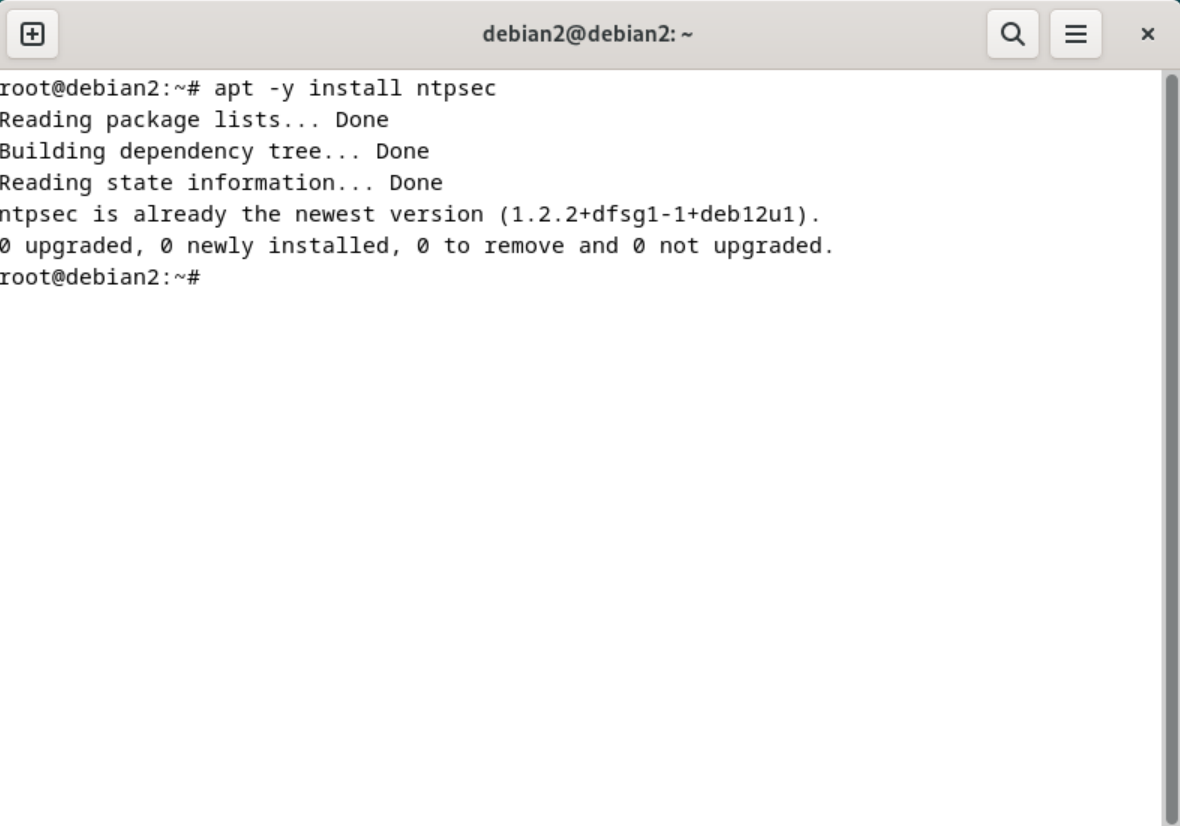 debian2@debian2: ~
root@debian2:~# apt -y install ntpsec
Reading package lists... Done
Building dependency tree... Done
Reading state information... Done
ntpsec is already the newest version (1.2.2+dfsg1-1+deb12u1).
0 upgraded, 0 newly installed, 0 to remove and 0 not upgraded.
root@debian2:~#